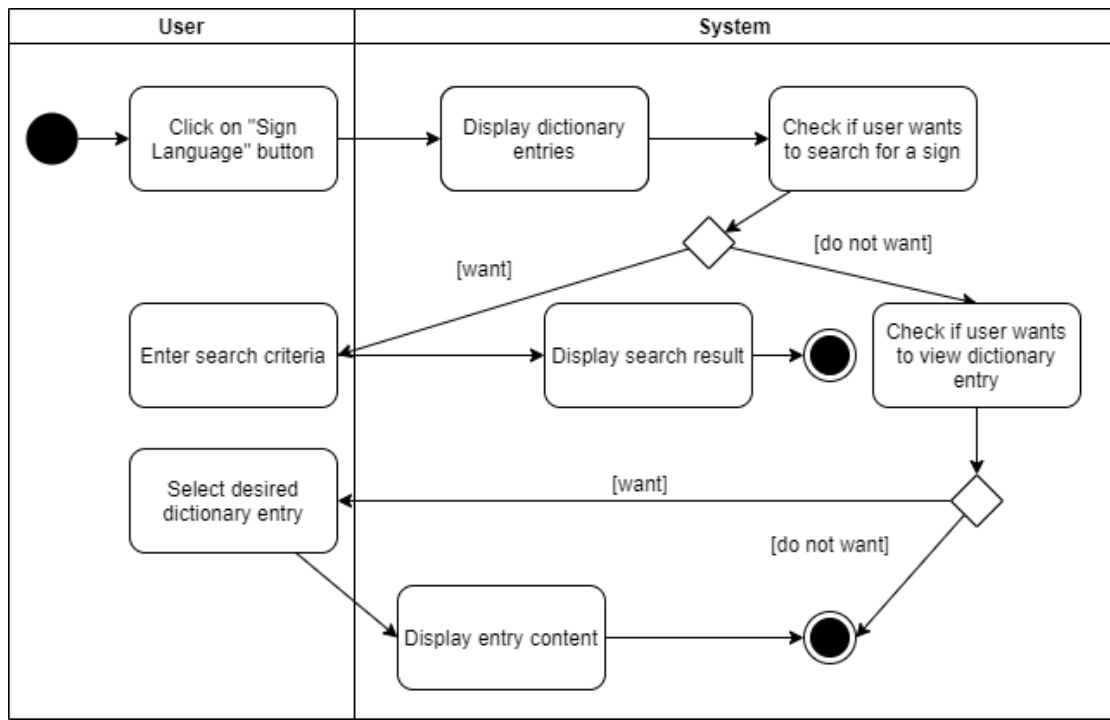 User
System
Click on "Sign
Language" button
Display dictionary
entries
Check if user wants
to search for a sign
[do not want]
[want]
Enter search criteria
Display search result
Check if user wants
to view dictionary
entry
Select desired
dictionary entry
[want]
[do not want]
Display entry content